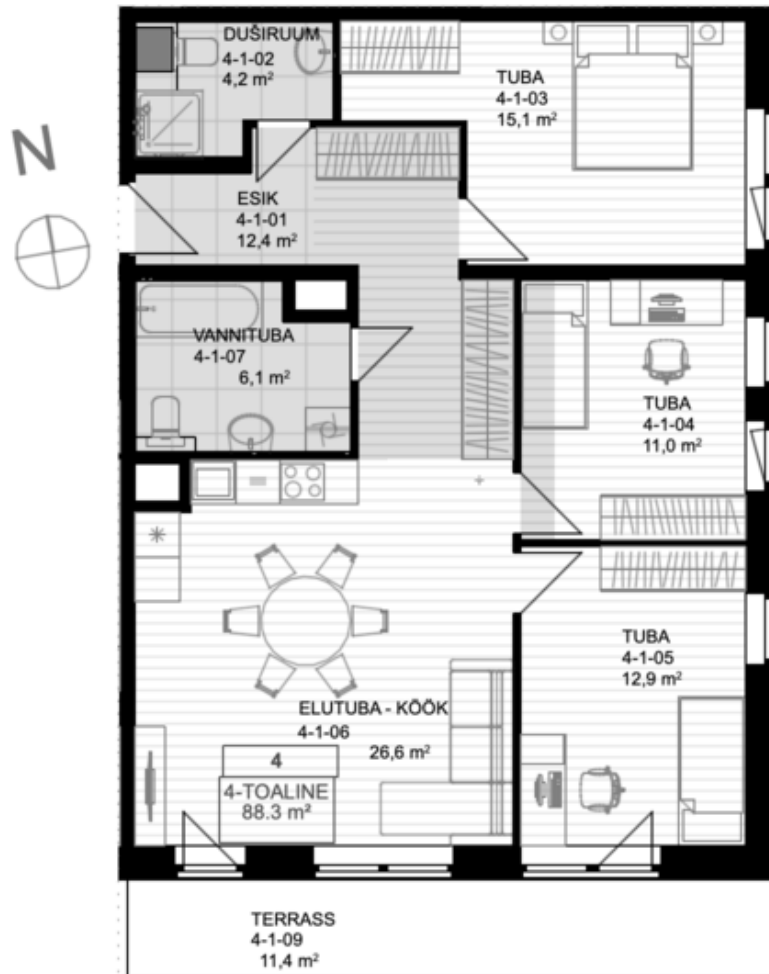 DUŠIRUUM
4-1-02
4,2 m²
TUBA
4-1-03
15,1 m²
N
ESIK
4-1-01
12,4 m²
VANNITUBA
4-1-07
6,1 m²
TUBA
4-1-04
11,0 m²
TUBA
4-1-05
12,9 m²
ELUTUBA - KÖÖK
4-1-06
26,6 m²
4
4-TOALINE
88.3 m²
TERRASS
4-1-09
11,4 m²